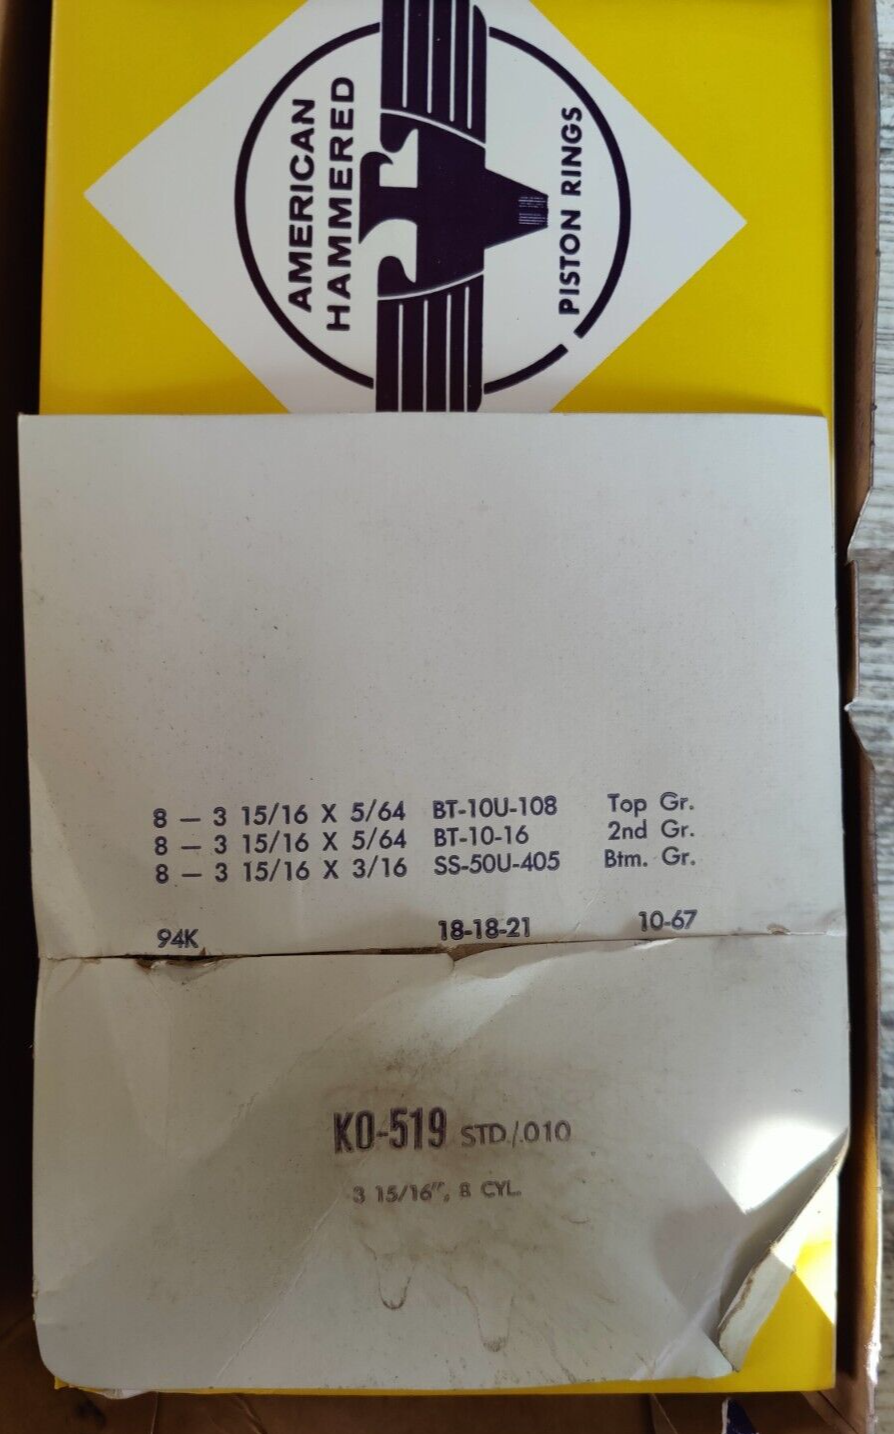 AMERICAN
HAMMERED
PISTON RINGS
8 — 3 15/16 X 5/64 BT-10U-108 Top Gr.
8 — 3 15/16 X 5/64 BT-10-16 2nd Gr.
8 — 3 15/16 X 3/16 SS-50U-405 Btm. Gr.
94K 18-18-21 10-67
KO-519 STD/.010
3 15/16", 8 CYL.